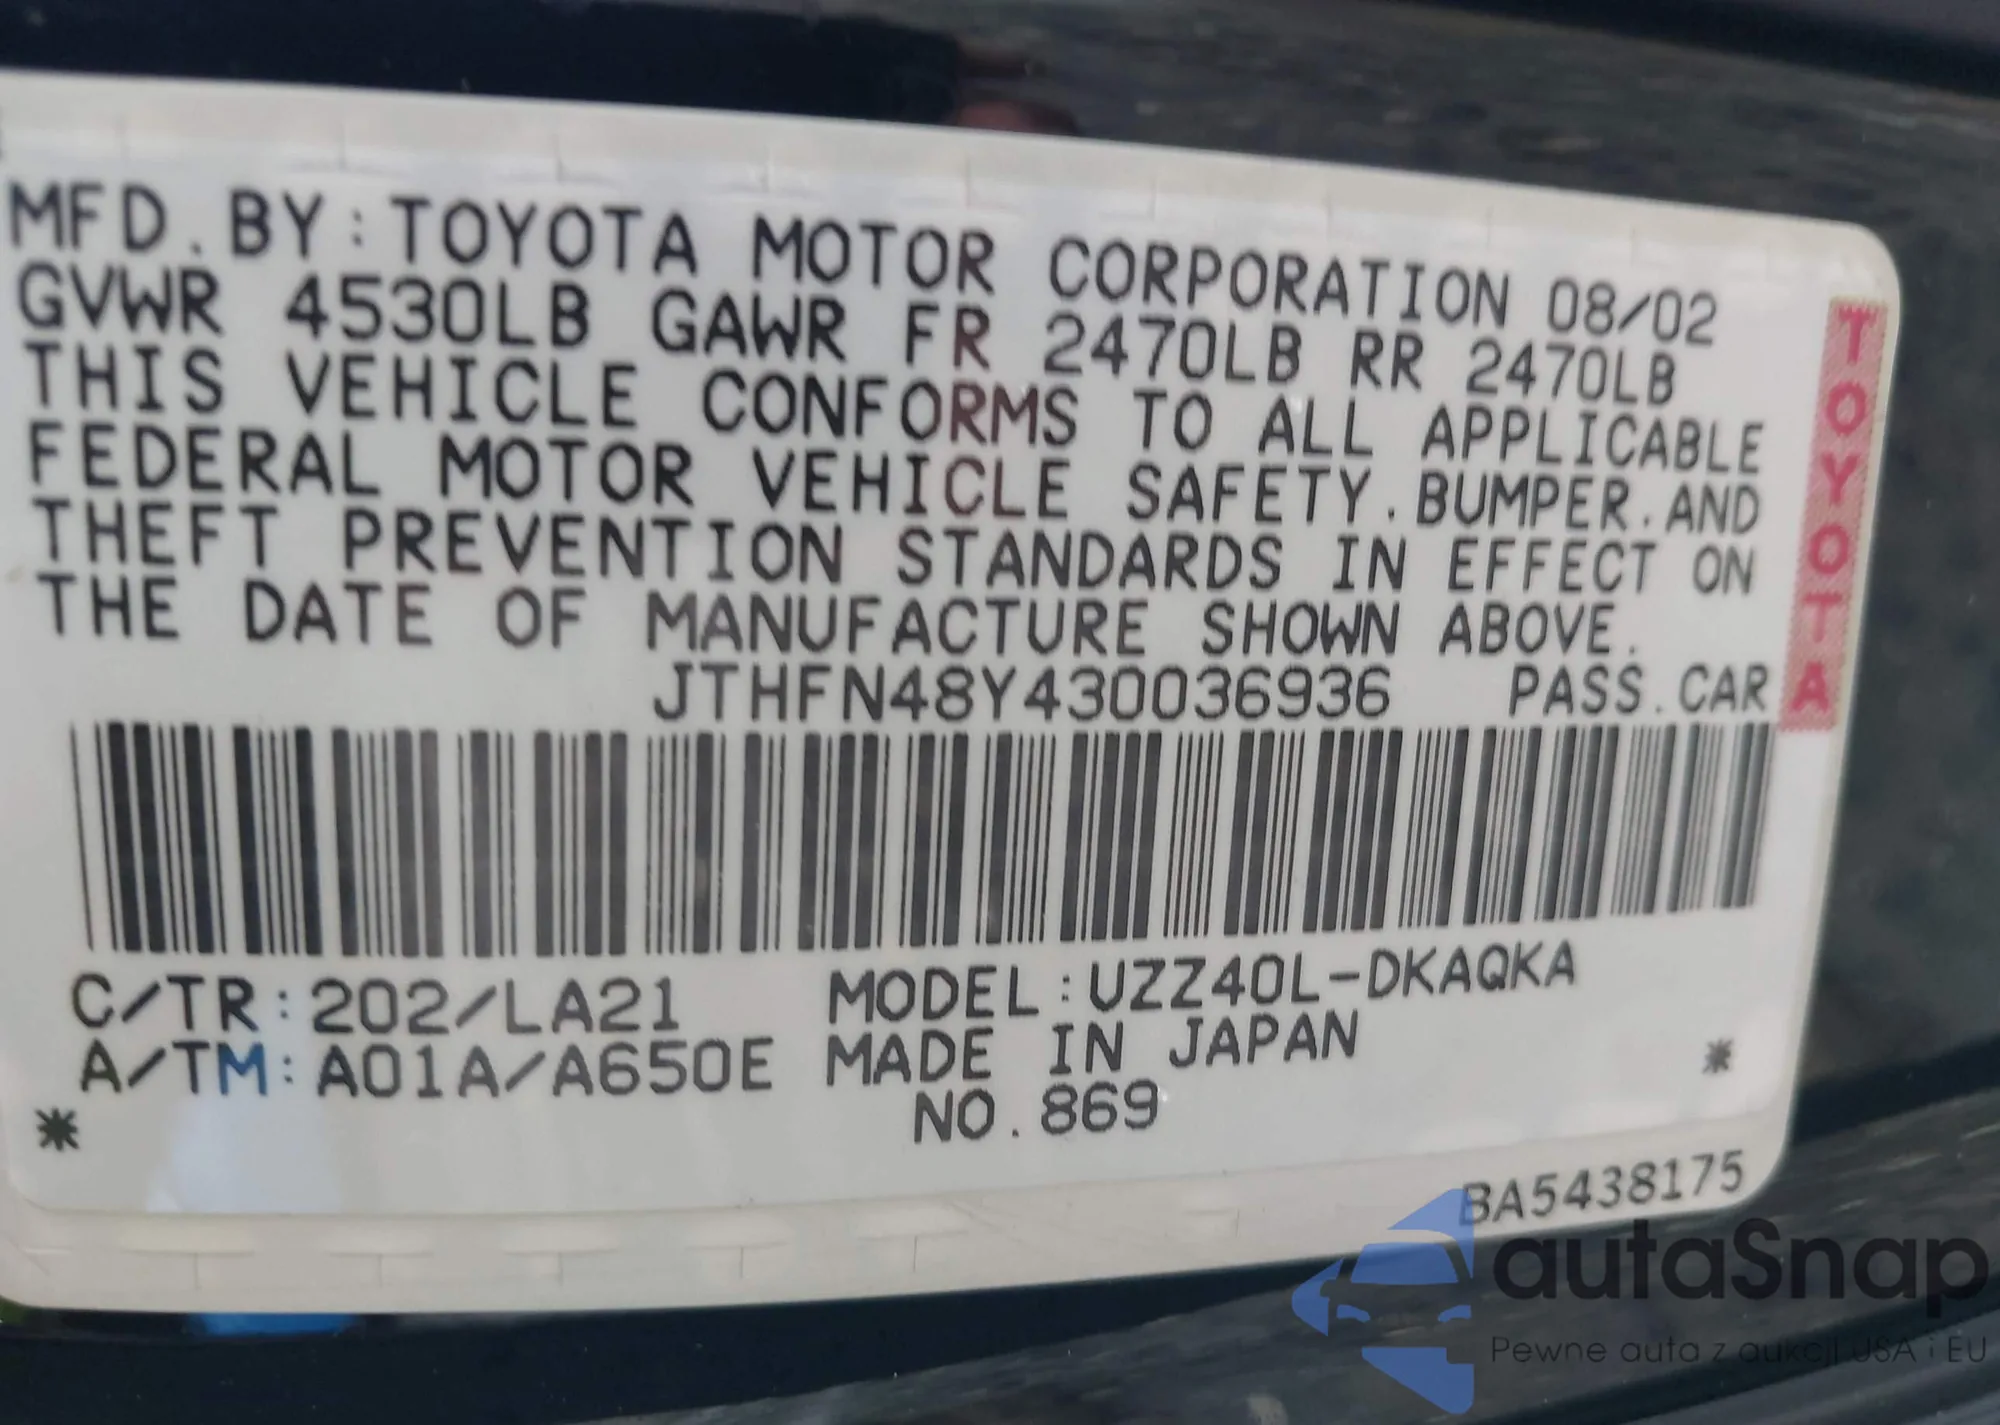 MFD. BY: TOYOTA MOTOR CORPORATION 08/02
GVWR 4530LB GAWR FR 2470LB RR 2470LB
THIS VEHICLE CONFORMS TO ALL APPLICABLE
FEDERAL MOTOR VEHICLE SAFETY. BUMPER. AND
THEFT PREVENTION STANDARDS IN EFFECT ON
THE DATE OF MANUFACTURE SHOWN ABOVE.
JTHFN48Y430036936 PASS. CAR
C/TR: 202/LA21 MODEL: UZZ40L-DKAQKA
A/TM: A01A/A650E MADE IN JAPAN *
* NO. 869
BA5438175
TOYOTA
autaSnap
Pewne auta z aukcji USA i EU